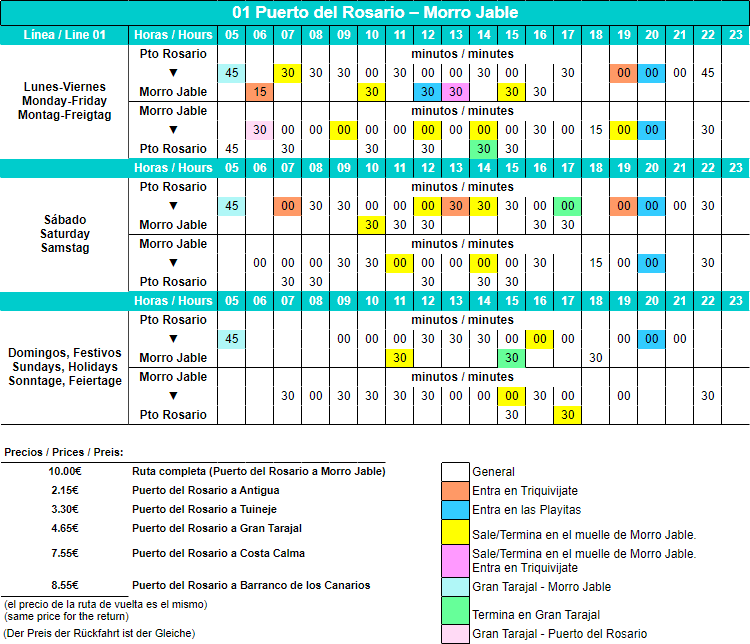 01 Puerto del Rosario – Morro Jable
Línea / Line 01 Horas / Hours 05 06 07 08 09 10 11 12 13 14 15 16 17 18 19 20 21 22 23
Pto Rosario minutos / minutes
▼ 45 30 30 30 00 30 00 00 30 00 30 00 00 00 45
Lunes-Viernes
Monday-Friday
Montag-Freigtag
Morro Jable 15 30 30 30 30 30
Morro Jable minutos / minutes
▼ 30 00 00 00 00 00 00 00 00 00 30 00 15 00 00 30
Pto Rosario 45 30 30 30 30 30
Horas / Hours 05 06 07 08 09 10 11 12 13 14 15 16 17 18 19 20 21 22 23
Pto Rosario minutos / minutes
▼ 45 00 30 30 00 00 00 30 30 30 00 00 00 00 00 30
Sábado
Saturday
Samstag
Morro Jable 30 30 30 30 30
Morro Jable minutos / minutes
▼ 00 00 00 30 30 00 00 00 00 00 30 15 00 00 30
Pto Rosario 30 30 30 30 30
Horas / Hours 05 06 07 08 09 10 11 12 13 14 15 16 17 18 19 20 21 22 23
Pto Rosario minutos / minutes
▼ 45 00 00 00 30 30 30 00 00 00 00 00 00
Domingos, Festivos
Sundays, Holidays
Sonntage, Feiertage
Morro Jable 30 30 30
Morro Jable minutos / minutes
▼ 30 00 30 30 30 30 00 00 00 30 00 00 30
Pto Rosario 30 30
Precios / Prices / Preis:
10.00€ Ruta completa (Puerto del Rosario a Morro Jable)
2.15€ Puerto del Rosario a Antigua
3.30€ Puerto del Rosario a Tuineje
4.65€ Puerto del Rosario a Gran Tarajal
7.55€ Puerto del Rosario a Costa Calma
8.55€ Puerto del Rosario a Barranco de los Canarios
(el precio de la ruta de vuelta es el mismo)
(same price for the return)
(Der Preis der Rückfahrt ist der Gleiche)
General
Entra en Triquivijate
Entra en las Playitas
Sale/Termina en el muelle de Morro Jable.
Sale/Termina en el muelle de Morro Jable.
Entra en Triquivijate
Gran Tarajal - Morro Jable
Termina en Gran Tarajal
Gran Tarajal - Puerto del Rosario